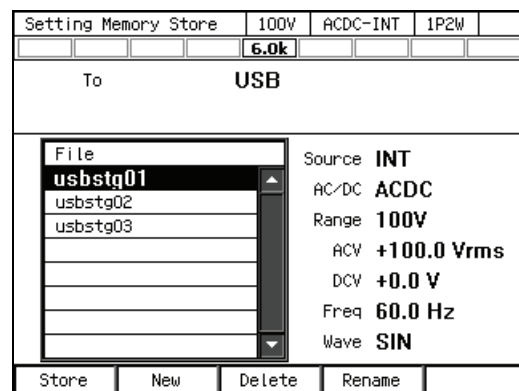 Setting Memory Store 100V ACDC-INT 1P2W
6.0k
To USB
File
usbstg01
usbstg02
usbstg03
Source INT
AC/DC ACDC
Range 100V
ACV +100.0 Vrms
DCV +0.0 V
Freq 60.0 Hz
Wave SIN
Store New Delete Rename